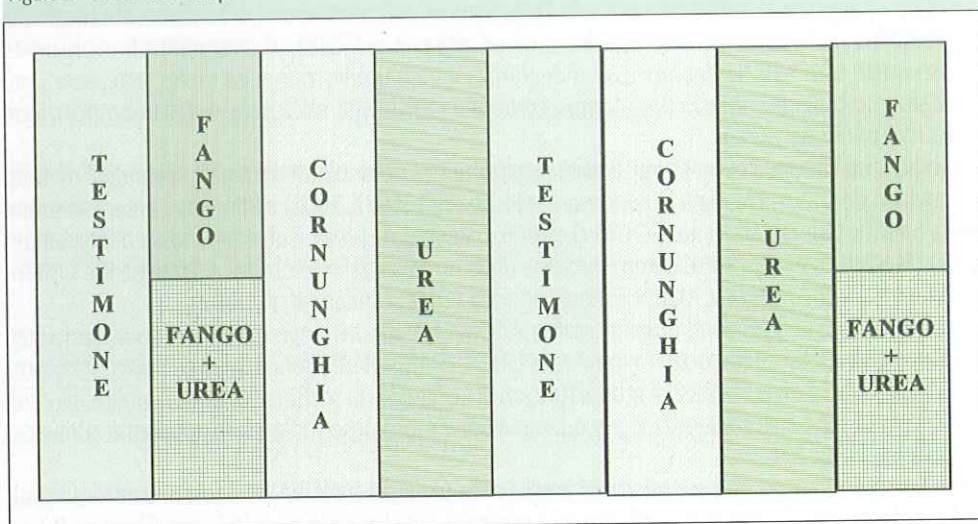 TESTIMONE
FANGO
FANGO
+
UREA
CORNUNGHIA
UREA
TESTIMONE
CORNUNGHIA
UREA
FANGO
FANGO
+
UREA